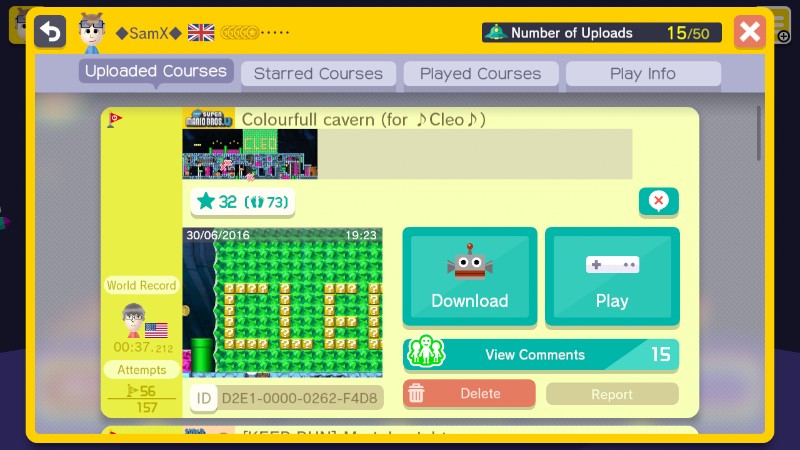 ◆SamX◆
Number of Uploads 15/50
Uploaded Courses
Starred Courses
Played Courses
Play Info
SUPER
MARIO BROS. U
Colourfull cavern (for ♪Cleo♪)
CLEO
32 (73)
30/06/2016 19:23
World Record
00:37.212
Attempts
56
157
Download
Play
View Comments 15
ID D2E1-0000-0262-F4D8
Delete
Report